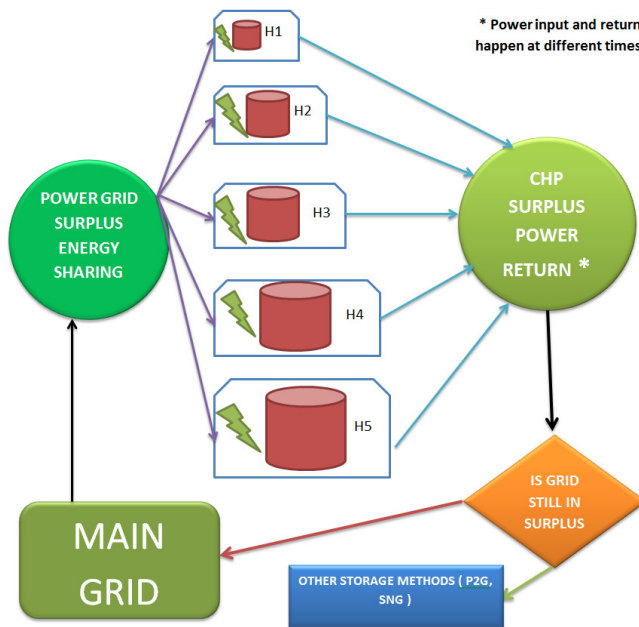 * Power input and return
happen at different times
H1
H2
H3
H4
H5
POWER GRID
SURPLUS
ENERGY
SHARING
CHP
SURPLUS
POWER
RETURN *
IS GRID
STILL IN
SURPLUS
MAIN
GRID
OTHER STORAGE METHODS ( P2G,
SNG )